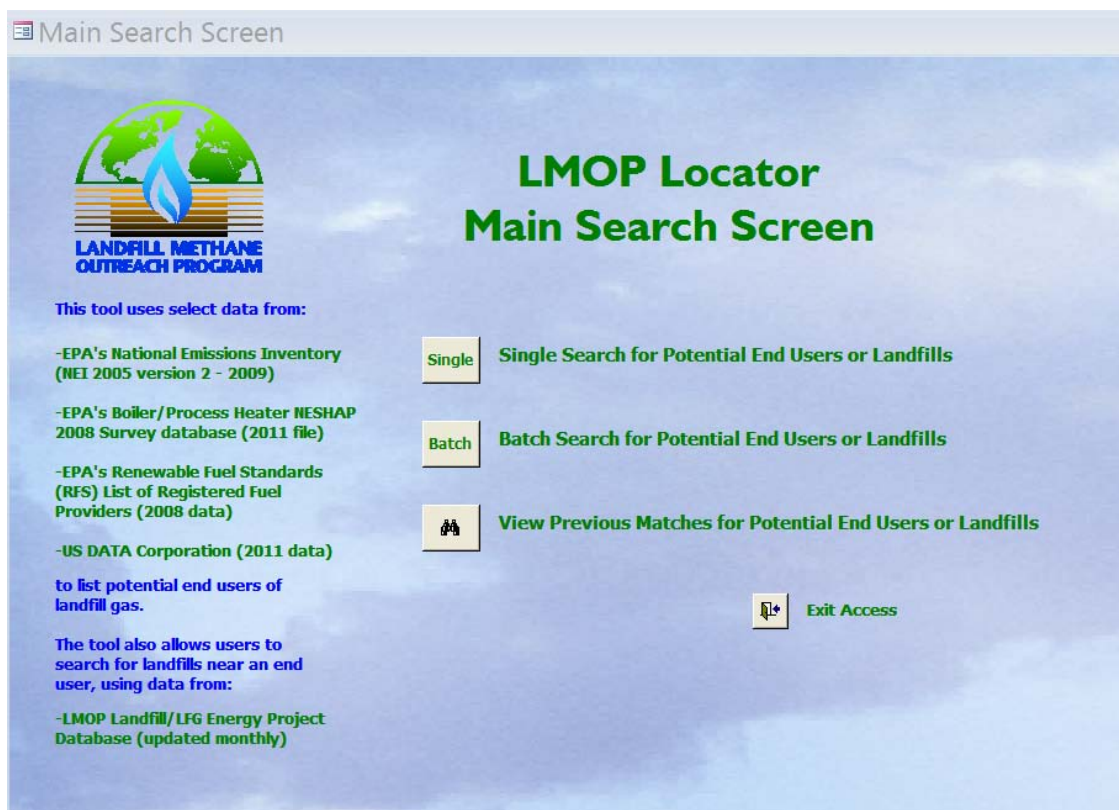 Main Search Screen
LANDFILL METHANE
OUTREACH PROGRAM
LMOP Locator
Main Search Screen
This tool uses select data from:
-EPA's National Emissions Inventory
(NEI 2005 version 2 - 2009)
-EPA's Boiler/Process Heater NESHAP
2008 Survey database (2011 file)
-EPA's Renewable Fuel Standards
(RFS) List of Registered Fuel
Providers (2008 data)
-US DATA Corporation (2011 data)
to list potential end users of
landfill gas.
The tool also allows users to
search for landfills near an end
user, using data from:
-LMOP Landfill/LFG Energy Project
Database (updated monthly)
Single Single Search for Potential End Users or Landfills
Batch Batch Search for Potential End Users or Landfills
View Previous Matches for Potential End Users or Landfills
Exit Access